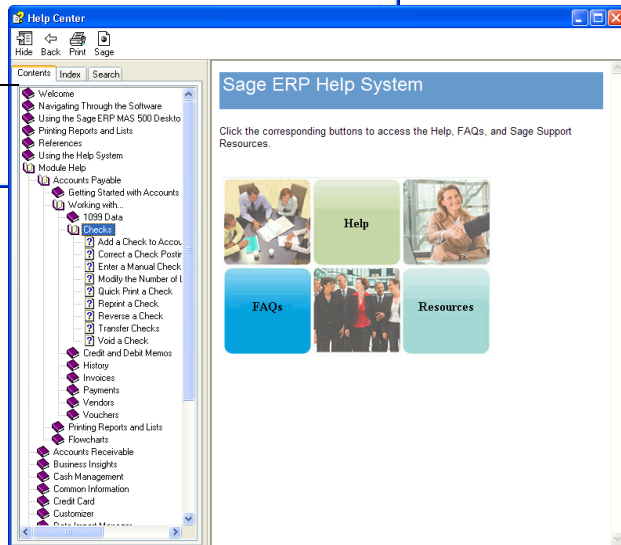 Help Center
Hide Back Print Sage
Contents Index Search
Welcome
Navigating Through the Software
Using the Sage ERP MAS 500 Deskto
Printing Reports and Lists
References
Using the Help System
Module Help
Accounts Payable
Getting Started with Accounts
Working with...
1099 Data
Checks
Add a Check to Accou
Correct a Check Postin
Enter a Manual Check
Modify the Number of L
Quick Print a Check
Reprint a Check
Reverse a Check
Transfer Checks
Void a Check
Credit and Debit Memos
History
Invoices
Payments
Vendors
Vouchers
Printing Reports and Lists
Flowcharts
Accounts Receivable
Business Insights
Cash Management
Common Information
Credit Card
Customizer
Data Import Manager
Sage ERP Help System
Click the corresponding buttons to access the Help, FAQs, and Sage Support
Resources.
Help
FAQs
Resources